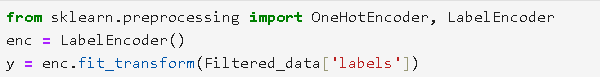 from sklearn.preprocessing import OneHotEncoder, LabelEncoder
enc = LabelEncoder()
y = enc.fit_transform(Filtered_data['labels'])